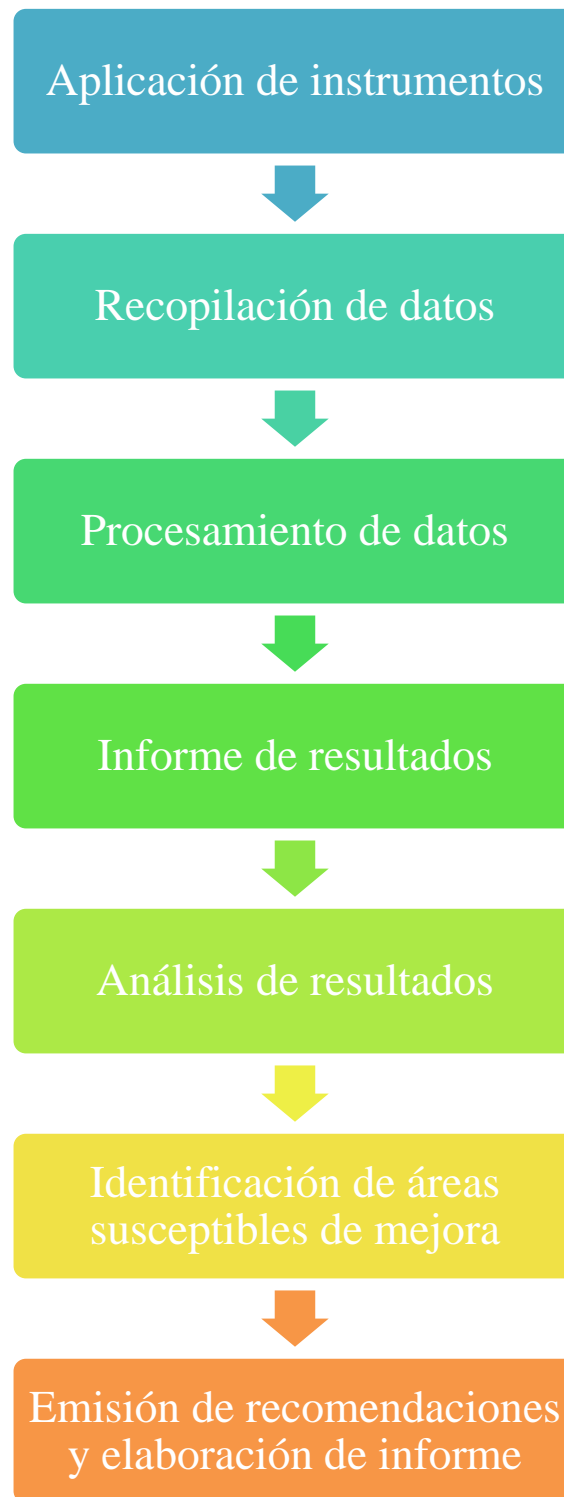 Aplicación de instrumentos
Recopilación de datos
Procesamiento de datos
Informe de resultados
Análisis de resultados
Identificación de áreas
susceptibles de mejora
Emisión de recomendaciones
y elaboración de informe